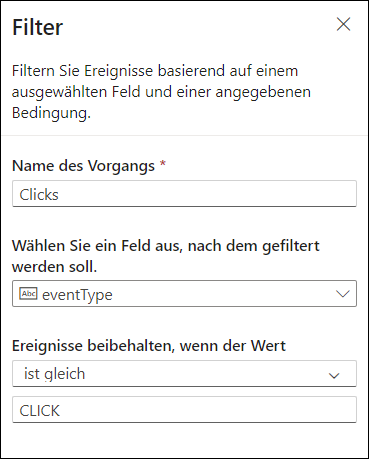 Filter
Filtern Sie Ereignisse basierend auf einem
ausgewählten Feld und einer angegebenen
Bedingung.
Name des Vorgangs *
Clicks
Wählen Sie ein Feld aus, nach dem gefiltert
werden soll.
Abc eventType
Ereignisse beibehalten, wenn der Wert
ist gleich
CLICK